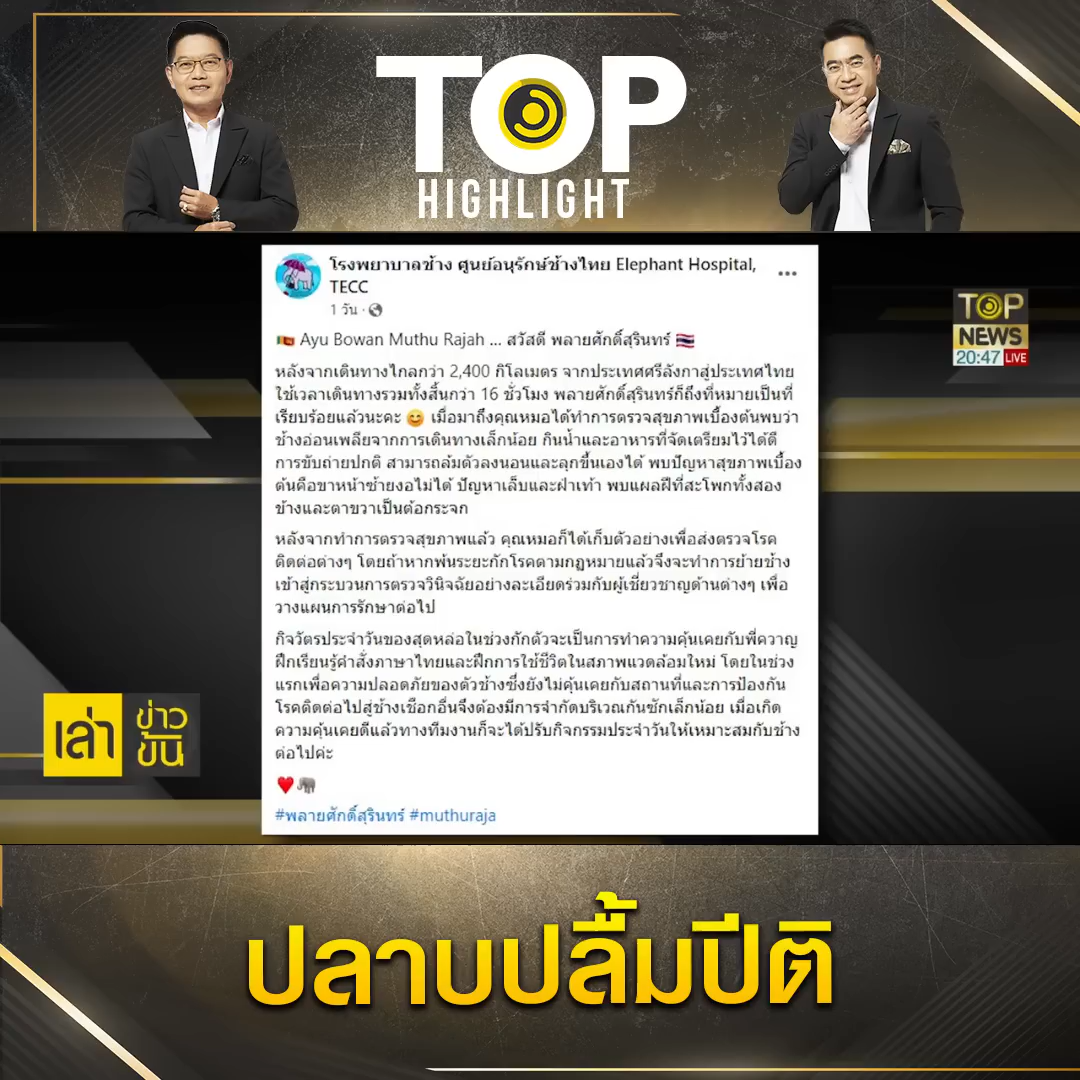 TOP
HIGHLIGHT
โรงพยาบาลช้าง ศูนย์อนุรักษ์ช้างไทย Elephant Hospital,
TECC
1 วัน ·
Ayu Bowan Muthu Rajah ... สวัสดี พลายศักดิ์สุรินทร์
หลังจากเดินทางไกลกว่า 2,400 กิโลเมตร จากประเทศศรีลังกาสู่ประเทศไทย
ใช้เวลาเดินทางรวมทั้งสิ้นกว่า 16 ชั่วโมง พลายศักดิ์สุรินทร์ก็ถึงที่หมายเป็นที่
เรียบร้อยแล้วนะคะ 😊 เมื่อมาถึงคุณหมอได้ทำการตรวจสุขภาพเบื้องต้นพบว่า
ช้างอ่อนเพลียจากการเดินทางเล็กน้อย กินน้ำและอาหารที่จัดเตรียมไว้ได้ดี
การขับถ่ายปกติ สามารถล้มตัวลงนอนและลุกขึ้นเองได้ พบปัญหาสุขภาพเบื้อง
ต้นคือขาหน้าซ้ายงอไม่ได้ ปัญหาเล็บและฝ่าเท้า พบแผลฝีที่สะโพกทั้งสอง
ข้างและตาขวาเป็นต้อกระจก
หลังจากทำการตรวจสุขภาพแล้ว คุณหมอก็ได้เก็บตัวอย่างเพื่อส่งตรวจโรค
ติดต่อต่างๆ โดยถ้าหากพ้นระยะกักโรคตามกฏหมายแล้วจึงจะทำการย้ายช้าง
เข้าสู่กระบวนการตรวจวินิจฉัยอย่างละเอียดร่วมกับผู้เชี่ยวชาญด้านต่างๆ เพื่อ
วางแผนการรักษาต่อไป
กิจวัตรประจำวันของสุดหล่อในช่วงกักตัวจะเป็นการทำความคุ้นเคยกับพี่ควาญ
ฝึกเรียนรู้คำสั่งภาษาไทยและฝึกการใช้ชีวิตในสภาพแวดล้อมใหม่ โดยในช่วง
แรกเพื่อความปลอดภัยของตัวช้างซึ่งยังไม่คุ้นเคยกับสถานที่และการป้องกัน
โรคติดต่อไปสู่ช้างเชือกอื่นจึงต้องมีการจำกัดบริเวณกันซักเล็กน้อย เมื่อเกิด
ความคุ้นเคยดีแล้วทางทีมงานก็จะได้ปรับกิจกรรมประจำวันให้เหมาะสมกับช้าง
ต่อไปค่ะ
#พลายศักดิ์สุรินทร์ #muthuraja
TOP
NEWS
20:47 LIVE
เล่า
ข่าว
ข้น
ปลาบปลื้มปีติ